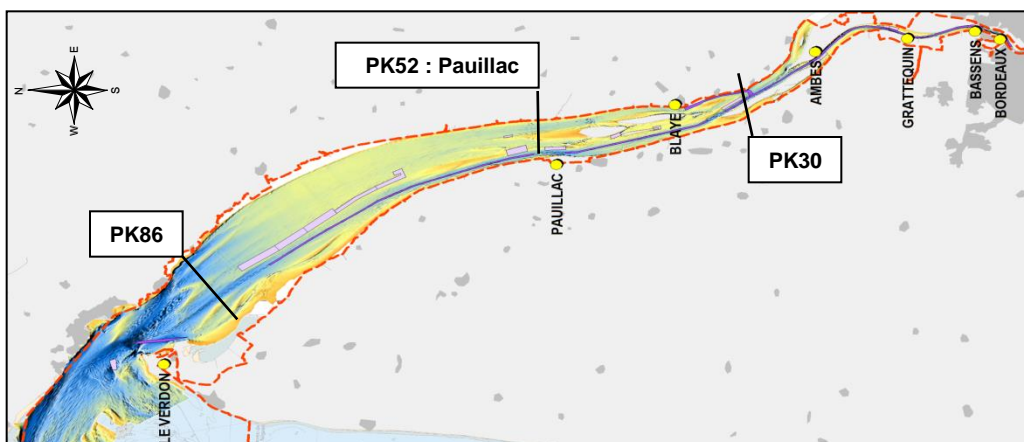 E
N
S
W
PK52 : Pauillac
PK30
PK86
LE VERDON
PAUILLAC
BLAYE
AMBES
GRATTEQUIN
BASSENS
BORDEAUX